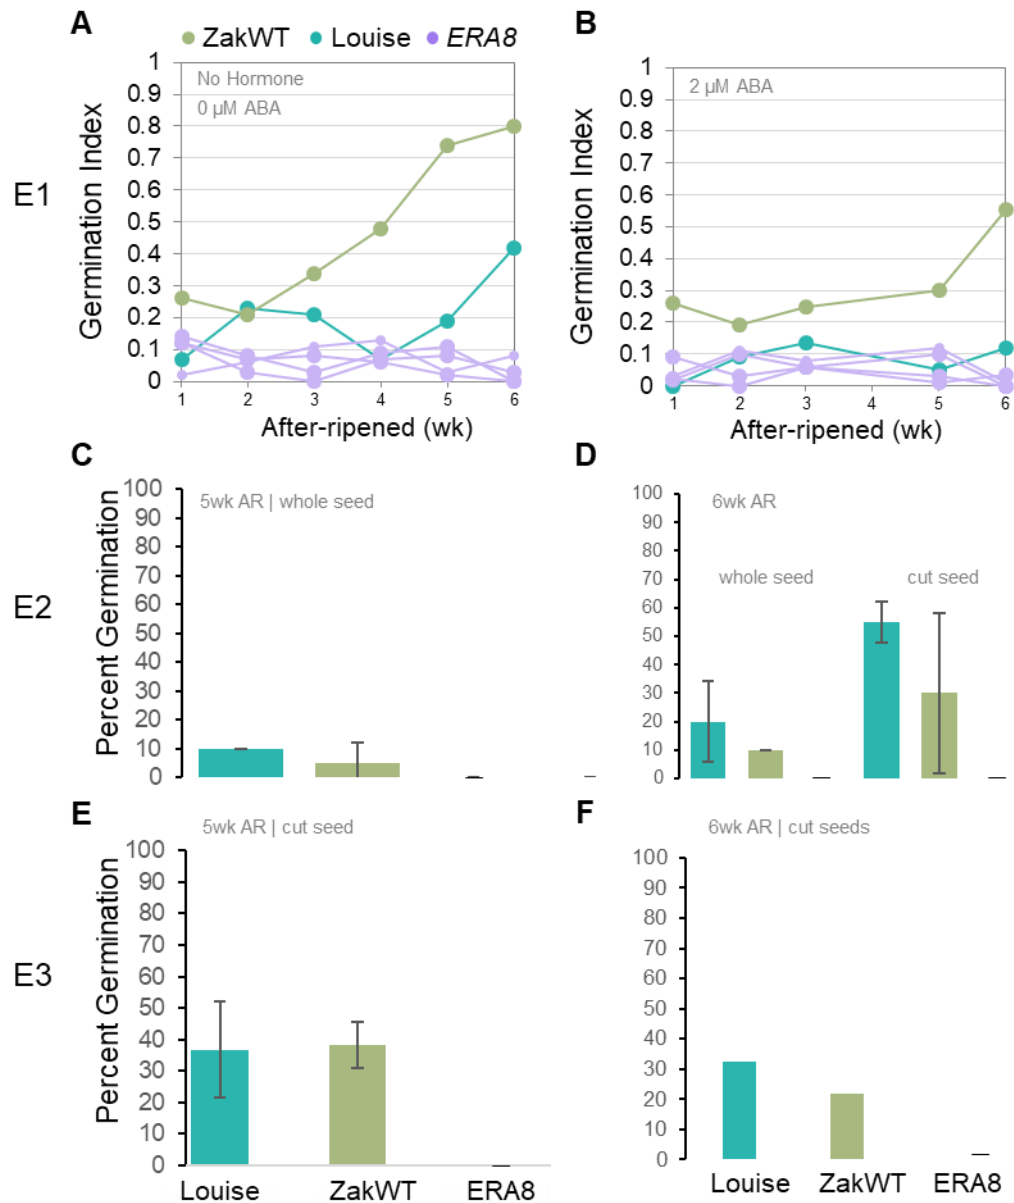 A
B
ZakWT Louise ERA8
E1
Germination Index
1
0.9
0.8
0.7
0.6
0.5
0.4
0.3
0.2
0.1
0
No Hormone
0 µM ABA
1 2 3 4 5 6
After-ripened (wk)
Germination Index
1
0.9
0.8
0.7
0.6
0.5
0.4
0.3
0.2
0.1
0
2 µM ABA
1 2 3 4 5 6
After-ripened (wk)
C
D
E2
Percent Germination
100
90
80
70
60
50
40
30
20
10
0
5wk AR | whole seed
100
90
80
70
60
50
40
30
20
10
0
6wk AR
whole seed cut seed
E
F
E3
Percent Germination
100
90
80
70
60
50
40
30
20
10
0
5wk AR | cut seed
Louise ZakWT ERA8
100
90
80
70
60
50
40
30
20
10
0
6wk AR | cut seeds
Louise ZakWT ERA8